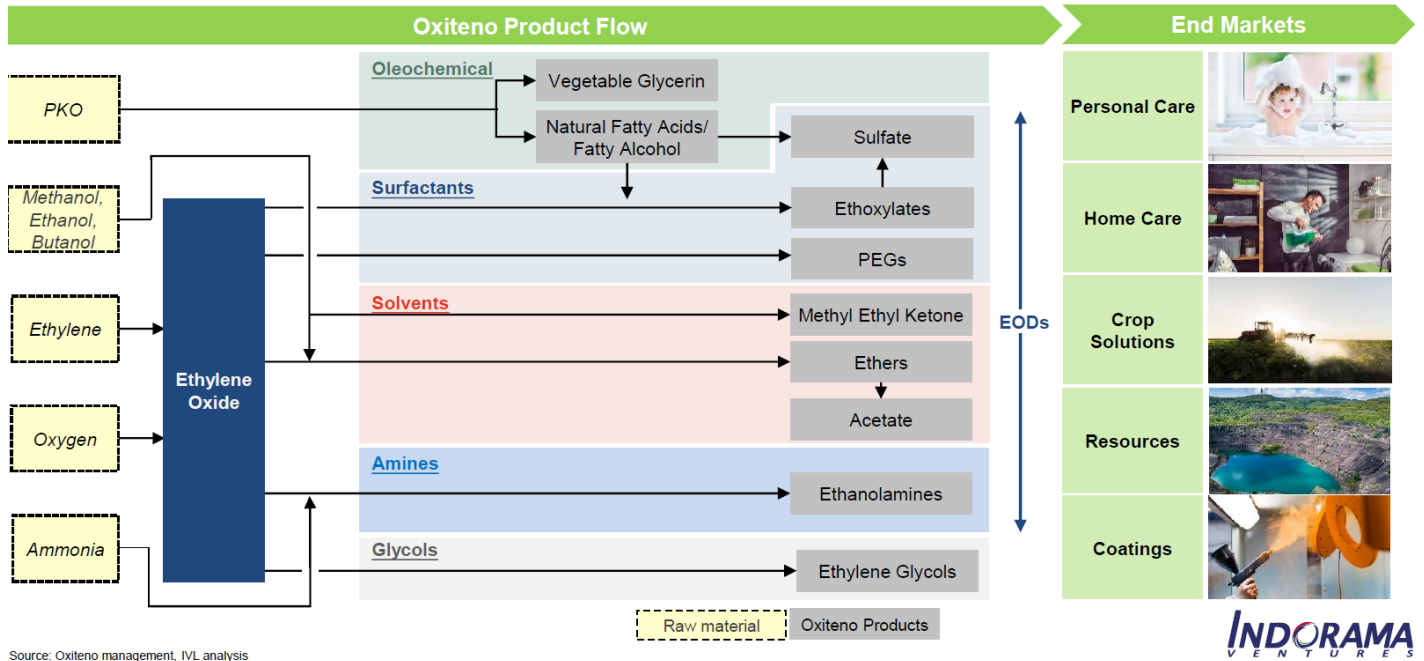 Oxiteno Product Flow
End Markets
PKO
Methanol,
Ethanol,
Butanol
Ethylene
Oxygen
Ammonia
Ethylene
Oxide
Oleochemical
Vegetable Glycerin
Natural Fatty Acids/
Fatty Alcohol
Sulfate
Surfactants
Ethoxylates
PEGs
Solvents
Methyl Ethyl Ketone
Ethers
Acetate
Amines
Ethanolamines
Glycols
Ethylene Glycols
EODs
Personal Care
Home Care
Crop
Solutions
Resources
Coatings
Raw material
Oxiteno Products
Source: Oxiteno management, IVL analysis
INDORAMA
VENTURES